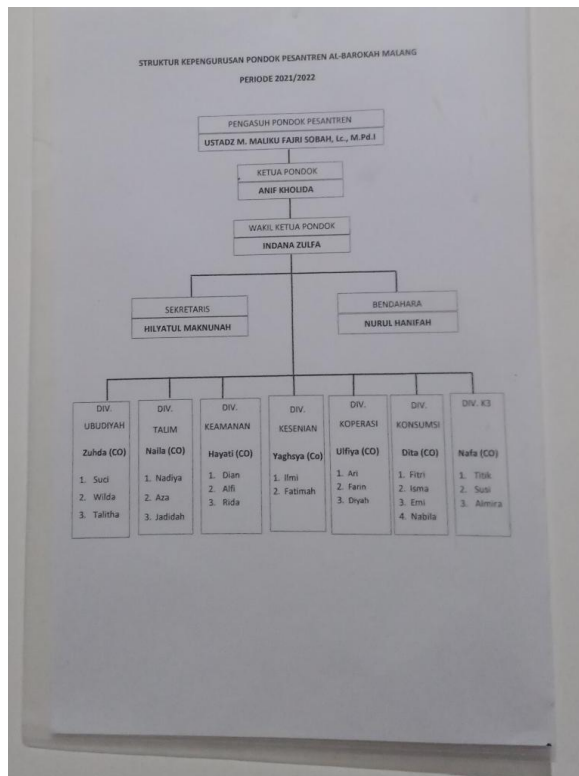 STRUKTUR KEPENGURUSAN PONDOK PESANTREN AL-BAROKAH MALANG
PERIODE 2021/2022
PENGASUH PONDOK PESANTREN
USTADZ M. MALIKU FAJRI SOBAH, Lc., M.Pd.I
KETUA PONDOK
ANIF KHOLIDA
WAKIL KETUA PONDOK
INDANA ZULFA
SEKRETARIS
HILYATUL MAKNUNAH
BENDAHARA
NURUL HANIFAH
DIV.
UBUDIYAH
Zuhda (CO)
1. Suci
2. Wilda
3. Talitha
DIV.
TALIM
Naila (CO)
1. Nadiya
2. Aza
3. Jadidah
DIV.
KEAMANAN
Hayati (CO)
1. Dian
2. Alfi
3. Rida
DIV.
KESENIAN
Yaghsya (Co)
1. Ilmi
2. Fatimah
DIV.
KOPERASI
Ulfiya (CO)
1. Ari
2. Farin
3. Diyah
DIV.
KONSUMSI
Dita (CO)
1. Fitri
2. Isma
3. Erni
4. Nabila
DIV. K3
Nafa (CO)
1. Titik
2. Susi
3. Almira